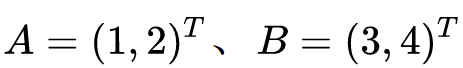 A = (1, 2)^T、 B = (3, 4)^T